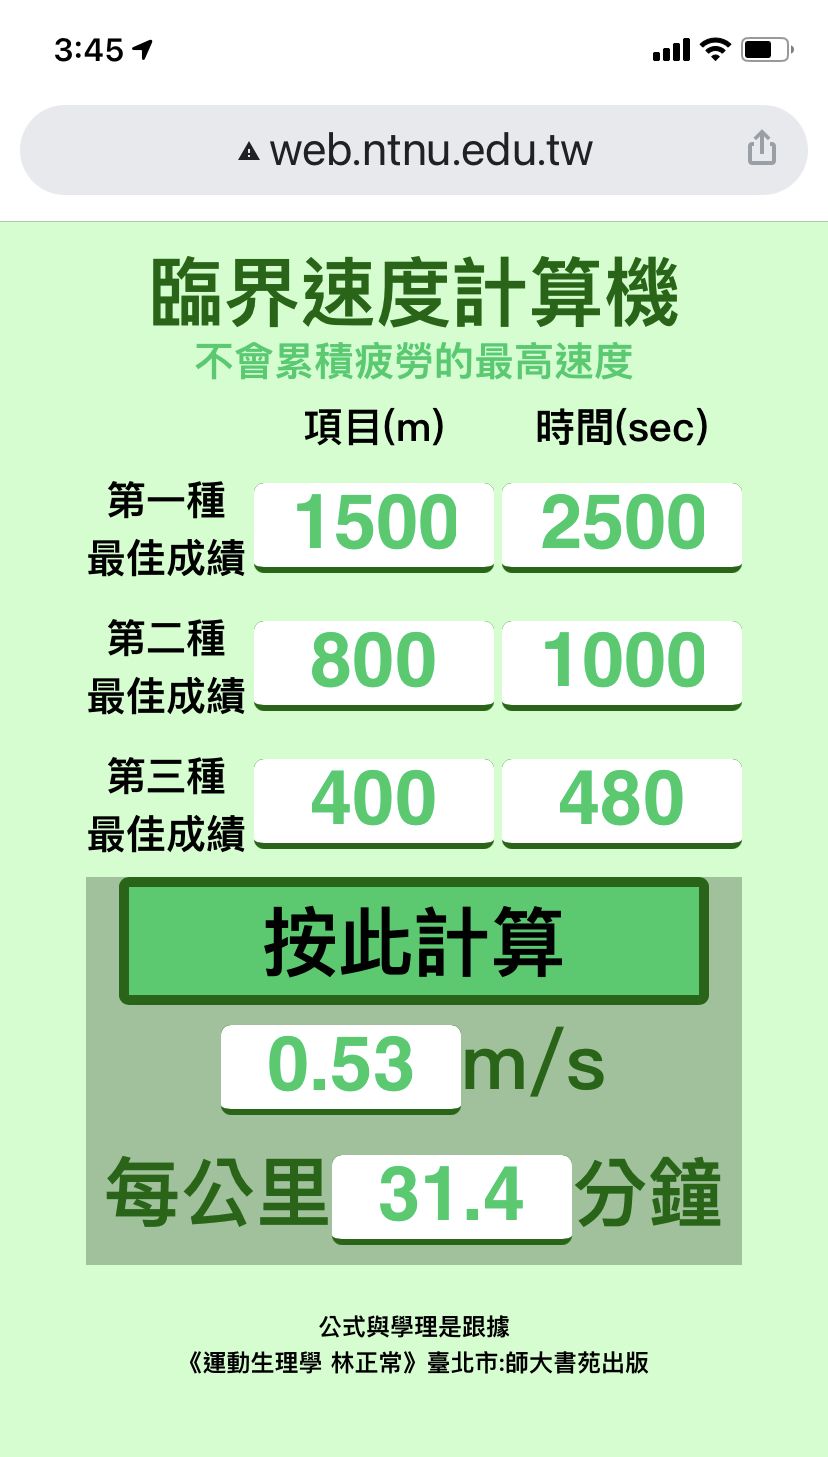 3:45
web.ntnu.edu.tw
臨界速度計算機
不會累積疲勞的最高速度
項目(m) 時間(sec)
第一種
最佳成績 1500 2500
第二種
最佳成績 800 1000
第三種
最佳成績 400 480
按此計算
0.53 m/s
每公里 31.4 分鐘
公式與學理是跟據
《運動生理學 林正常》臺北市:師大書苑出版